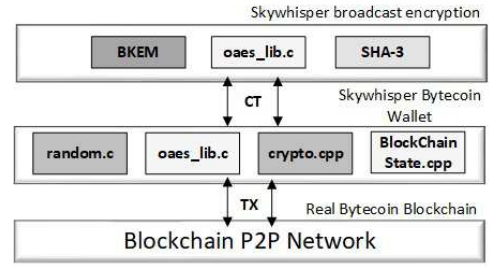 Skywhisper broadcast encryption
BKEM
oaes_lib.c
SHA-3
CT
Skywhisper Bytecoin
Wallet
random.c
oaes_lib.c
crypto.cpp
BlockChain
State.cpp
TX
Real Bytecoin Blockchain
Blockchain P2P Network